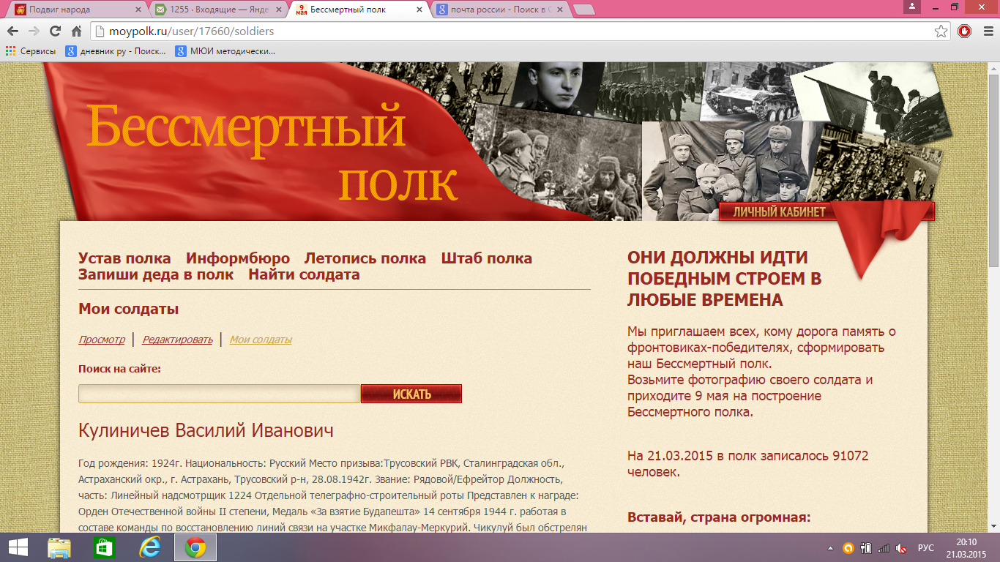 Подвиг народа
1255 · Входящие — Янде
9 мая
Бессмертный полк
почта россии - Поиск в G
moypolk.ru/user/17660/soldiers
Сервисы
дневник ру - Поиск...
МЮИ методически...
Бессмертный
полк
ЛИЧНЫЙ КАБИНЕТ
Устав полка Информбюро Летопись полка Штаб полка
Запиши деда в полк Найти солдата
Мои солдаты
Просмотр | Редактировать | Мои солдаты
Поиск на сайте:
ИСКАТЬ
Кулиничев Василий Иванович
Год рождения: 1924г. Национальность: Русский Место призыва:Трусовский РВК, Сталинградская обл.,
Астраханский окр., г. Астрахань, Трусовский р-н, 28.08.1942г. Звание: Рядовой/Ефрейтор Должность,
часть: Линейный надсмотрщик 1224 Отдельной телеграфно-строительный роты Представлен к награде:
Орден Отечественной войны II степени, Медаль «За взятие Будапешта» 14 сентября 1944 г. работая в
составе команды по восстановлению линий связи на участке Микфалау-Меркурий. Чикулуй был обстрелян
ОНИ ДОЛЖНЫ ИДТИ
ПОБЕДНЫМ СТРОЕМ В
ЛЮБЫЕ ВРЕМЕНА
Мы приглашаем всех, кому дорога память о
фронтовиках-победителях, сформировать
наш Бессмертный полк.
Возьмите фотографию своего солдата и
приходите 9 мая на построение
Бессмертного полка.
На 21.03.2015 в полк записалось 91072
человек.
Вставай, страна огромная:
РУС
20:10
21.03.2015